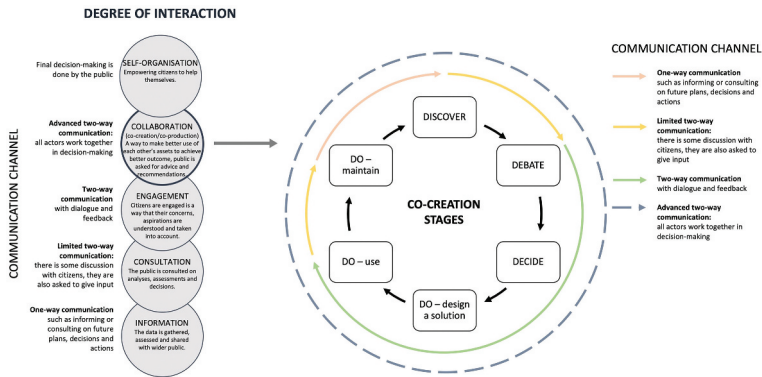 DEGREE OF INTERACTION
COMMUNICATION CHANNEL
Final decision-making is
done by the public
SELF-ORGANISATION
Empowering citizens to help
themselves.
Advanced two-way
communication:
all actors work together
in decision-making
COLLABORATION
(co-creation/co-production)
A way to make better use of
each other's assets to achieve
better outcome, public is
asked for advice and
recommendations.
Two-way
communication
with dialogue and
feedback
ENGAGEMENT
Citizens are engaged is a
way that their concerns,
aspirations are
understood and taken
into account.
Limited two-way
communication:
there is some discussion
with citizens, they are
also asked to give input
CONSULTATION
The public is consulted on
analyses, assessments and
decisions.
One-way communication
such as informing or
consulting on future
plans, decisions and
actions
INFORMATION
The data is gathered,
assessed and shared
with wider public.
DISCOVER
DEBATE
DECIDE
DO – design
a solution
DO – use
DO –
maintain
CO-CREATION
STAGES
COMMUNICATION CHANNEL
One-way communication
such as informing or consulting
on future plans, decisions and
actions
Limited two-way
communication:
there is some discussion with
citizens, they are also asked to
give input
Two-way communication
with dialogue and feedback
Advanced two-way
communication:
all actors work together in
decision-making